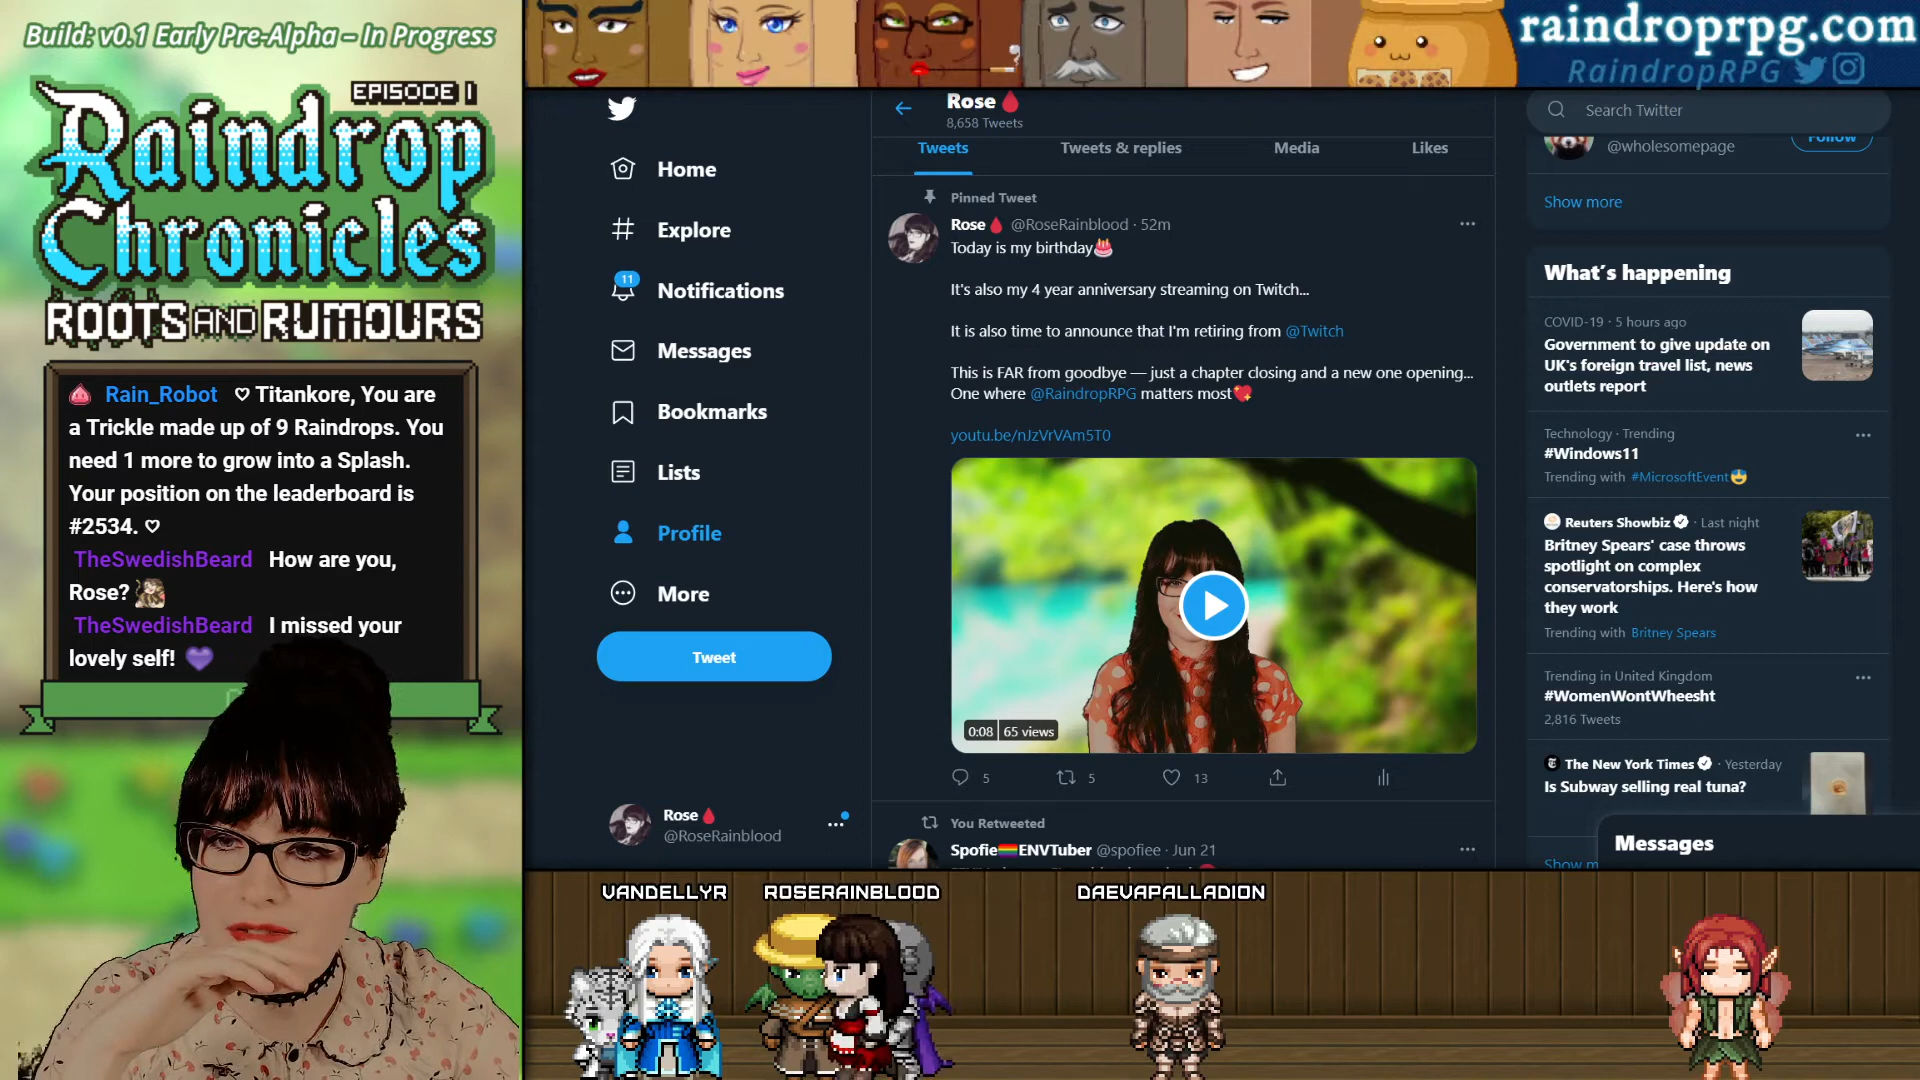 Build: v0.1 Early Pre-Alpha – In Progress
EPISODE I
Raindrop
Chronicles
ROOTS AND RUMOURS
Rain_Robot ♡ Titankore, You are
a Trickle made up of 9 Raindrops. You
need 1 more to grow into a Splash.
Your position on the leaderboard is
#2534. ♡
TheSwedishBeard How are you,
Rose?
TheSwedishBeard I missed your
lovely self! 💜
raindroprpg.com
RaindropRPG
Rose🩸
8,658 Tweets
Tweets
Tweets & replies
Media
Likes
Home
Explore
11
Notifications
Messages
Bookmarks
Lists
Profile
More
Tweet
Rose🩸
@RoseRainblood
Pinned Tweet
Rose🩸 @RoseRainblood · 52m
Today is my birthday🎂
It's also my 4 year anniversary streaming on Twitch...
It is also time to announce that I'm retiring from @Twitch
This is FAR from goodbye — just a chapter closing and a new one opening...
One where @RaindropRPG matters most💖
youtu.be/nJzVrVAm5T0
0:08 65 views
5
5
13
You Retweeted
Spofie🏳️‍🌈ENVTuber @spofiee · Jun 21
Search Twitter
@wholesomepage
Follow
Show more
What's happening
COVID-19 · 5 hours ago
Government to give update on
UK's foreign travel list, news
outlets report
Technology · Trending
#Windows11
Trending with #MicrosoftEvent
Reuters Showbiz · Last night
Britney Spears' case throws
spotlight on complex
conservatorships. Here's how
they work
Trending with Britney Spears
Trending in United Kingdom
#WomenWontWheesht
2,816 Tweets
The New York Times · Yesterday
Is Subway selling real tuna?
Show m
Messages
VANDELLYR
ROSERAINBLOOD
DAEVAPALLADION